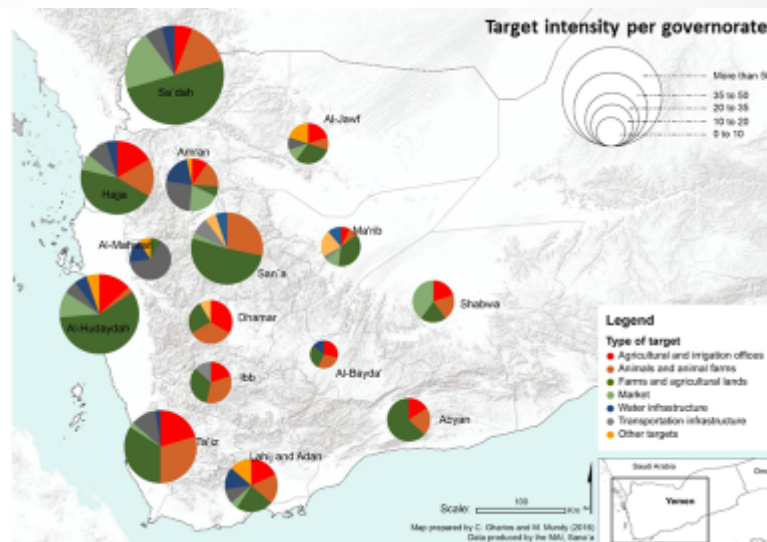 Target intensity per governorate
More than 50
35 to 50
20 to 35
10 to 20
0 to 10
Sa'dah
Al-Jawf
Amran
Hajja
Ma'rib
Al-Mahwit
San'a
Shabwa
Al-Hudaydah
Dhamar
Al-Bayda'
Ibb
Abyan
Ta'iz
Lahij and Adan
Legend
Type of target
Agricultural and irrigation offices
Animals and animal farms
Farms and agricultural lands
Market
Water infrastructure
Transportation infrastructure
Other targets
Scale: 100 Km
N
Map prepared by C. Gharios and M. Mundy (2016)
Data produced by the MAI, Sana'a
Saudi Arabia
Yemen